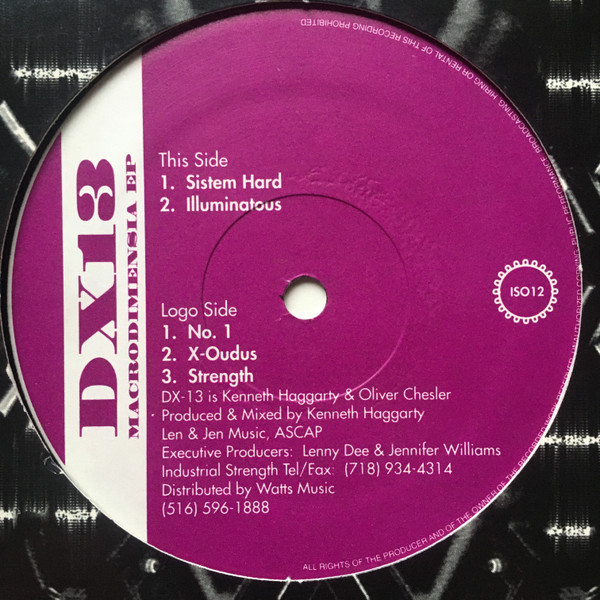 DX13
MACRODIMENSIA EP
This Side
1. Sistem Hard
2. Illuminatous
Logo Side
1. No. 1
2. X-Oudus
3. Strength
DX-13 is Kenneth Haggarty & Oliver Chesler
Produced & Mixed by Kenneth Haggarty
Len & Jen Music, ASCAP
Executive Producers: Lenny Dee & Jennifer Williams
Industrial Strength Tel/Fax: (718) 934-4314
Distributed by Watts Music
(516) 596-1888
ISO12
ALL RIGHTS OF THE PRODUCER AND OF THE OWNER OF THE RECORDED PUBLIC PERFORMANCE BROADCASTING HIRING OR RENTAL OF THIS RECORDING PROHIBITED